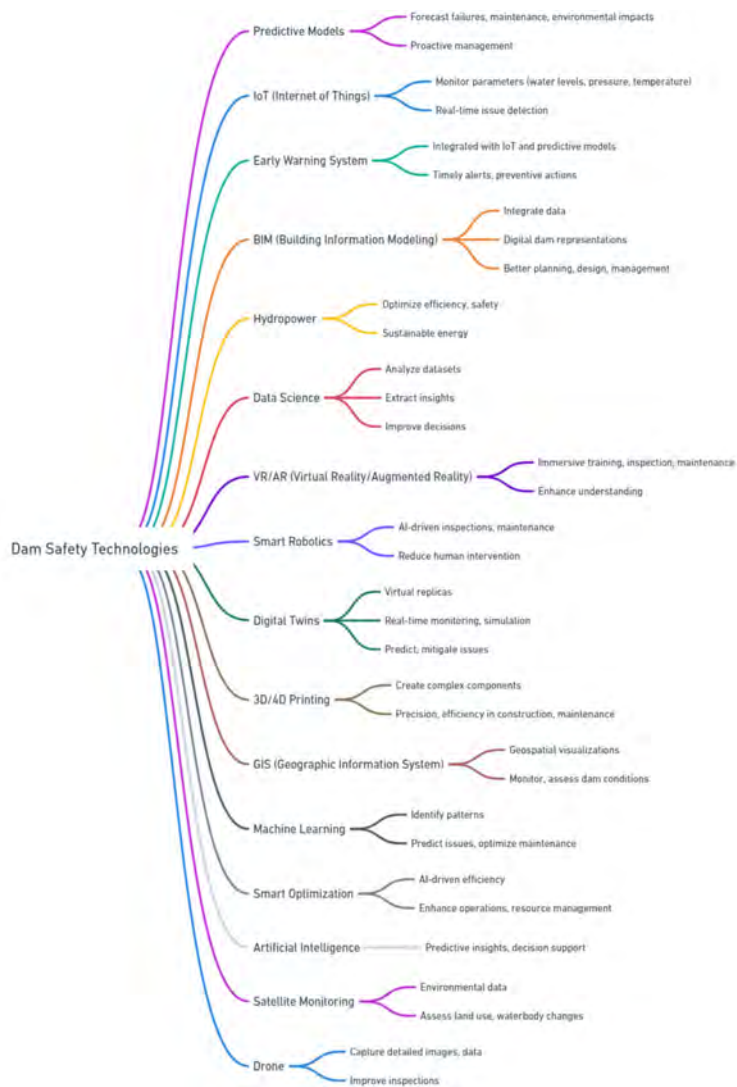 Predictive Models
Forecast failures, maintenance, environmental impacts
Proactive management
IoT (Internet of Things)
Monitor parameters (water levels, pressure, temperature)
Real-time issue detection
Early Warning System
Integrated with IoT and predictive models
Timely alerts, preventive actions
BIM (Building Information Modeling)
Integrate data
Digital dam representations
Better planning, design, management
Hydropower
Optimize efficiency, safety
Sustainable energy
Data Science
Analyze datasets
Extract insights
Improve decisions
VR/AR (Virtual Reality/Augmented Reality)
Immersive training, inspection, maintenance
Enhance understanding
Dam Safety Technologies
Smart Robotics
AI-driven inspections, maintenance
Reduce human intervention
Digital Twins
Virtual replicas
Real-time monitoring, simulation
Predict, mitigate issues
3D/4D Printing
Create complex components
Precision, efficiency in construction, maintenance
GIS (Geographic Information System)
Geospatial visualizations
Monitor, assess dam conditions
Machine Learning
Identify patterns
Predict issues, optimize maintenance
Smart Optimization
AI-driven efficiency
Enhance operations, resource management
Artificial Intelligence
Predictive insights, decision support
Satellite Monitoring
Environmental data
Assess land use, waterbody changes
Drone
Capture detailed images, data
Improve inspections